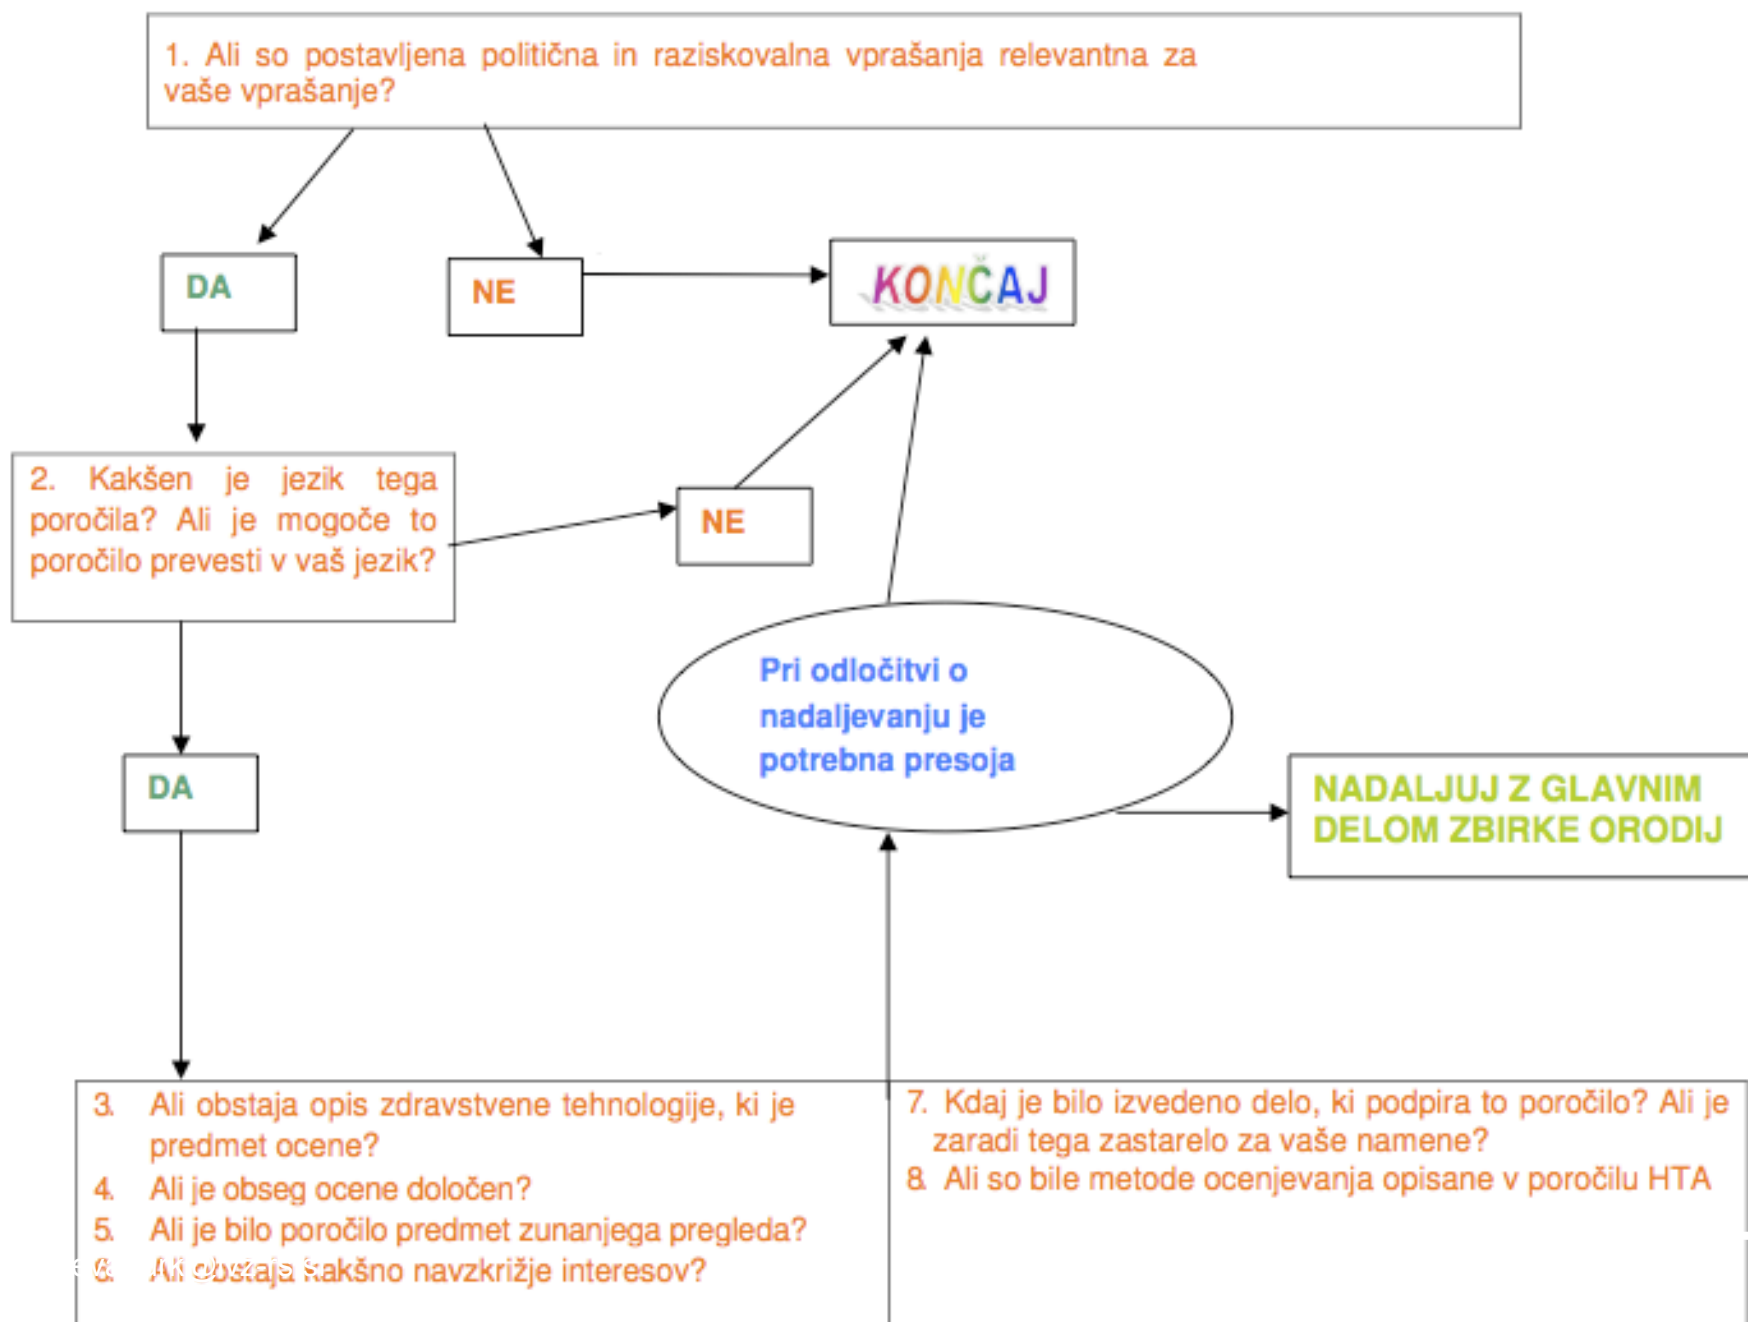 1. Ali so postavljena politična in raziskovalna vprašanja relevantna za
vaše vprašanje?
DA
NE
KONČAJ
2. Kakšen je jezik tega
poročila? Ali je mogoče to
poročilo prevesti v vaš jezik?
NE
Pri odločitvi o
nadaljevanju je
potrebna presoja
DA
NADALJUJ Z GLAVNIM
DELOM ZBIRKE ORODIJ
3. Ali obstaja opis zdravstvene tehnologije, ki je
predmet ocene?
4. Ali je obseg ocene določen?
5. Ali je bilo poročilo predmet zunanjega pregleda?
6. Ali obstaja kakšno navzkrižje interesov?
7. Kdaj je bilo izvedeno delo, ki podpira to poročilo? Ali je
zaradi tega zastarelo za vaše namene?
8. Ali so bile metode ocenjevanja opisane v poročilu HTA